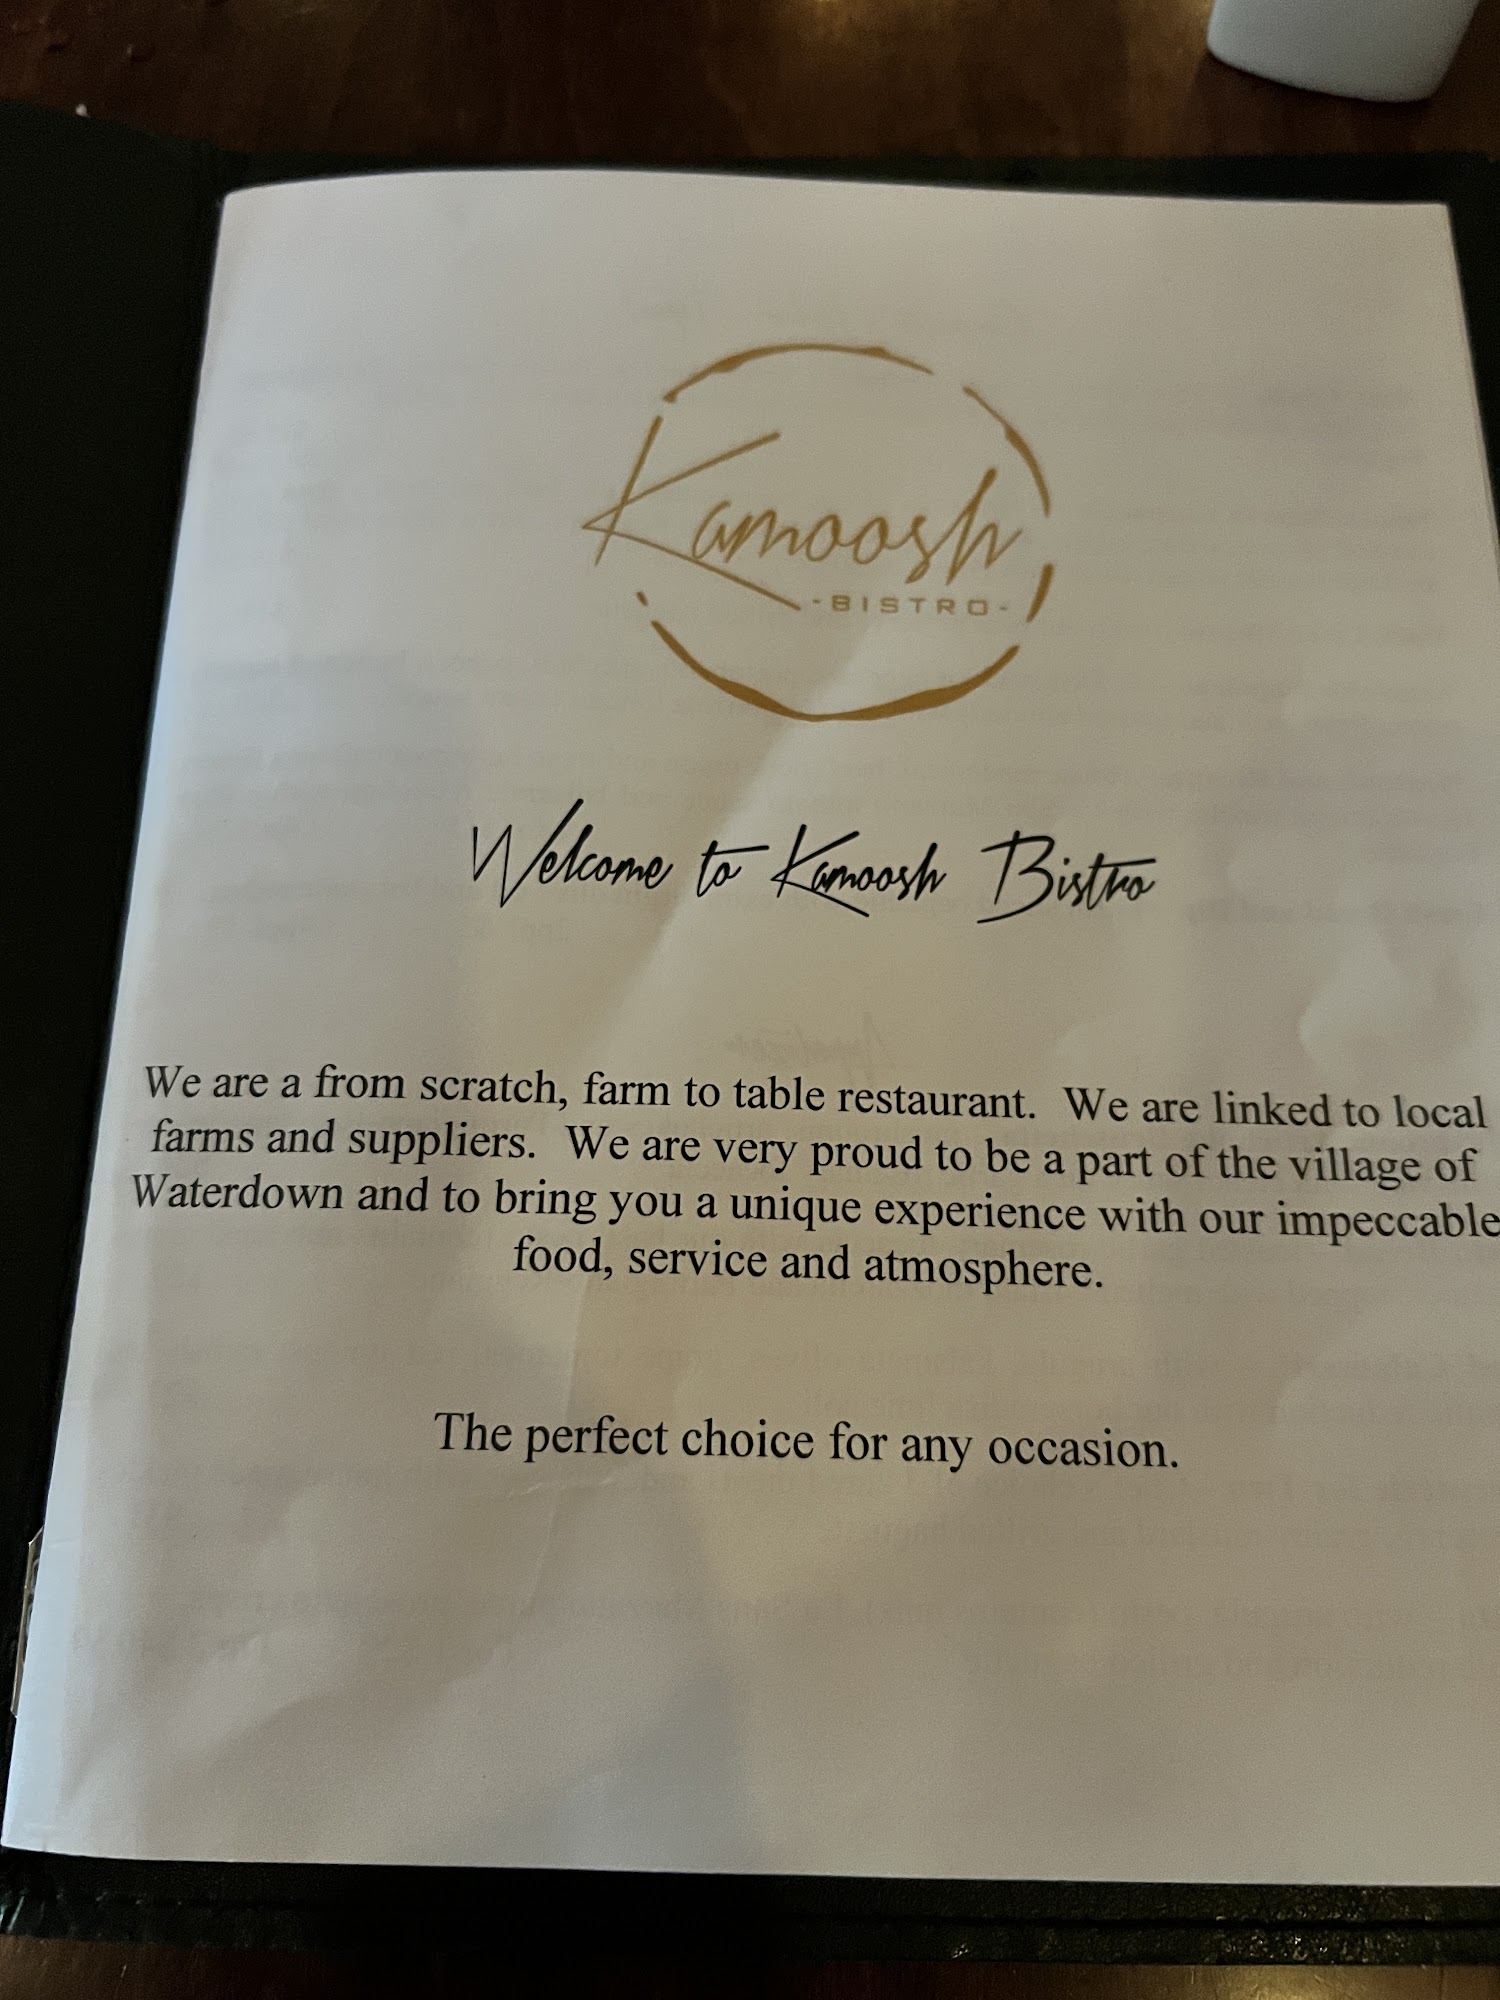 Kamoosh
-BISTRO-
Welcome to Kamoosh Bistro
We are a from scratch, farm to table restaurant.  We are linked to local
farms and suppliers.  We are very proud to be a part of the village of
Waterdown and to bring you a unique experience with our impeccable
food, service and atmosphere.
The perfect choice for any occasion.